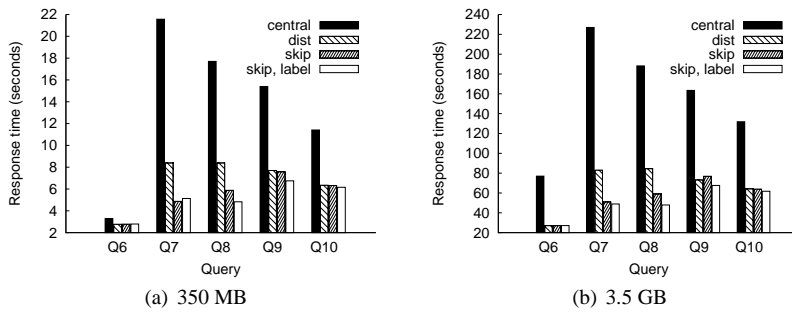 22
20
18
16
14
12
10
8
6
4
2
Response time (seconds)
central
dist
skip
skip, label
Q6 Q7 Q8 Q9 Q10
Query
(a) 350 MB
240
220
200
180
160
140
120
100
80
60
40
20
Response time (seconds)
central
dist
skip
skip, label
Q6 Q7 Q8 Q9 Q10
Query
(b) 3.5 GB